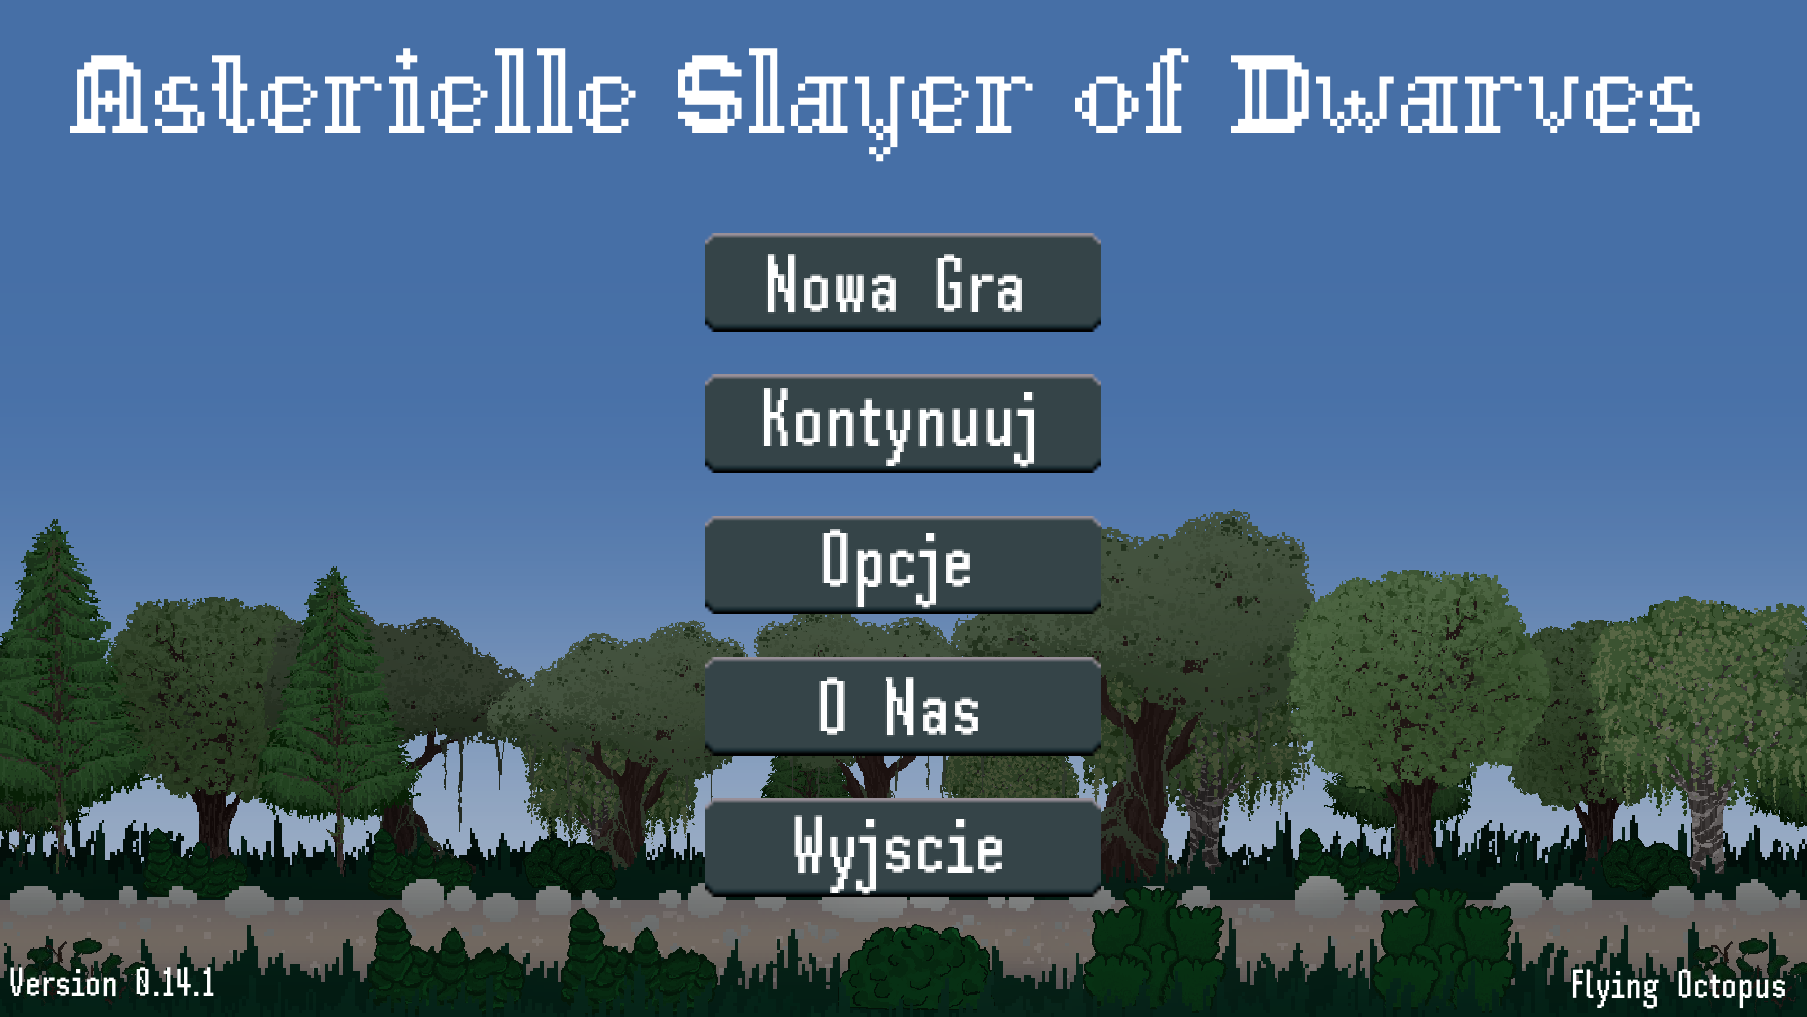 Asterielle Slayer of Dwarves
Nowa Gra
Kontynuuj
Opcje
O Nas
Wyjscie
Version 0.14.1
Flying Octopus